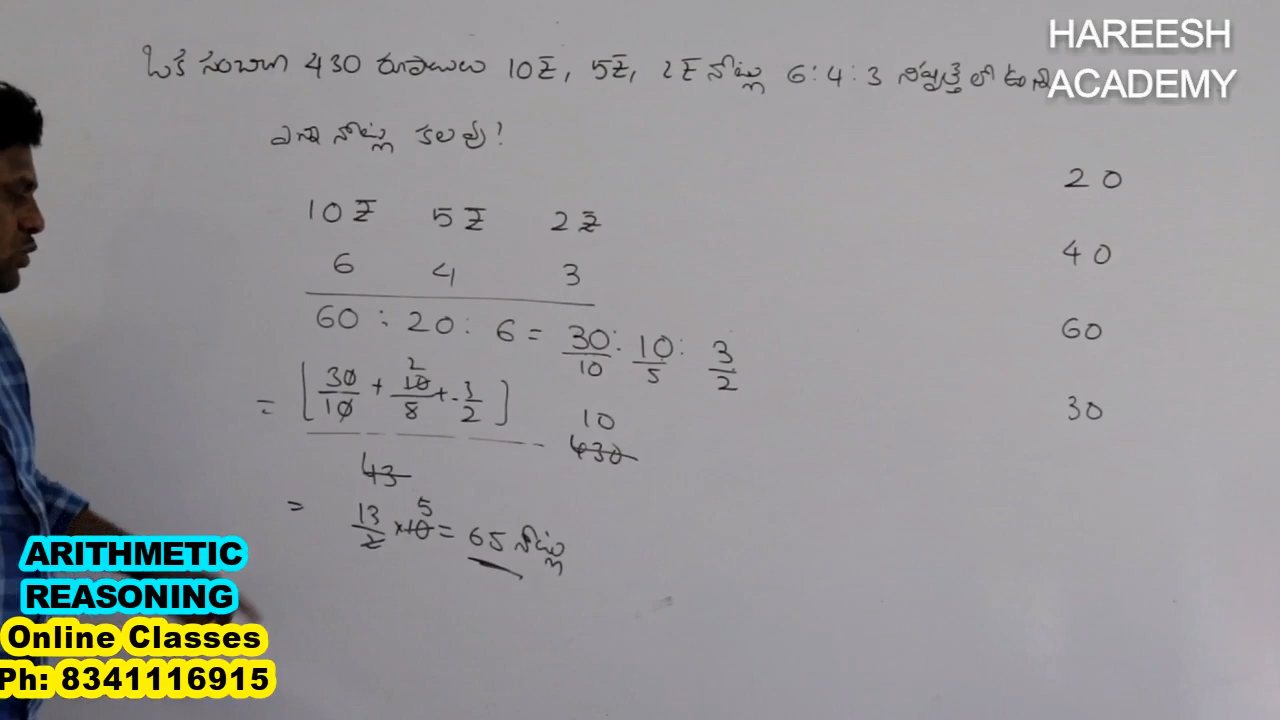 HAREESH
ACADEMY
ఒక సంచిలో 430 రూపాయలు 10₹, 5₹, 2₹ నోట్లు 6:4:3 నిష్పత్తిలో ఉన్నా
ఎన్ని నోట్లు కలవు?
10₹ 5₹ 2₹
6 4 3
60 : 20 : 6 = 30/10 : 10/5 : 3/2
= [30/10 + 10/8 + 3/2] 2
10
430
43
= 13/2 × 10 = 65 నోట్లు
5
20
40
60
30
ARITHMETIC
REASONING
Online Classes
Ph: 8341116915